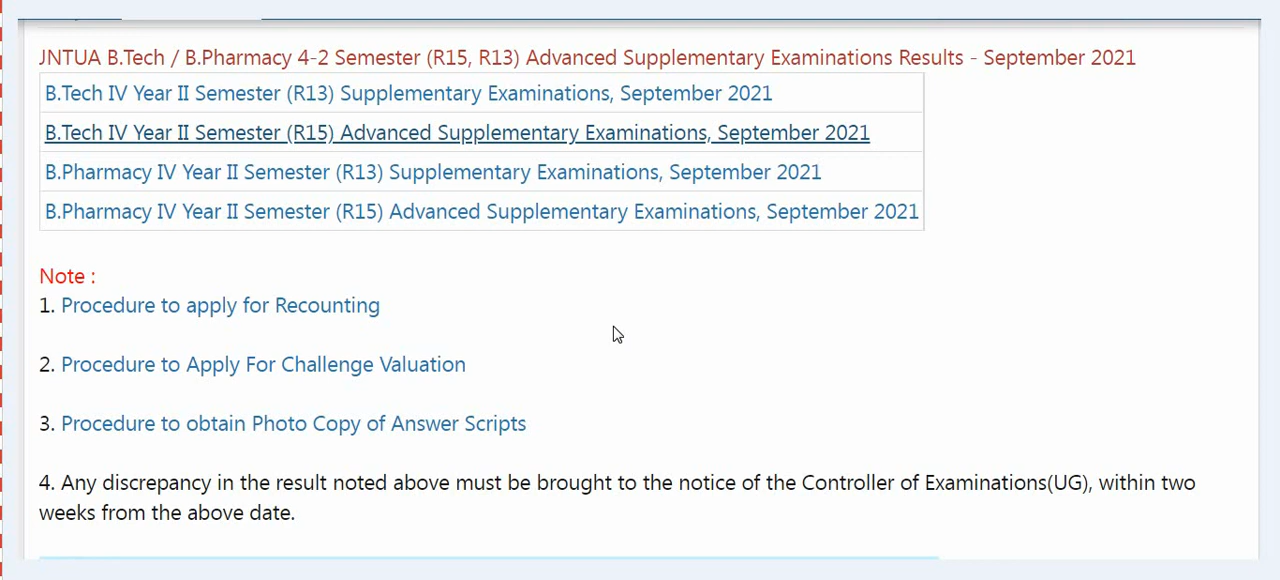 JNTUA B.Tech / B.Pharmacy 4-2 Semester (R15, R13) Advanced Supplementary Examinations Results - September 2021
B.Tech IV Year II Semester (R13) Supplementary Examinations, September 2021
B.Tech IV Year II Semester (R15) Advanced Supplementary Examinations, September 2021
B.Pharmacy IV Year II Semester (R13) Supplementary Examinations, September 2021
B.Pharmacy IV Year II Semester (R15) Advanced Supplementary Examinations, September 2021
Note :
1. Procedure to apply for Recounting
2. Procedure to Apply For Challenge Valuation
3. Procedure to obtain Photo Copy of Answer Scripts
4. Any discrepancy in the result noted above must be brought to the notice of the Controller of Examinations(UG), within two
weeks from the above date.